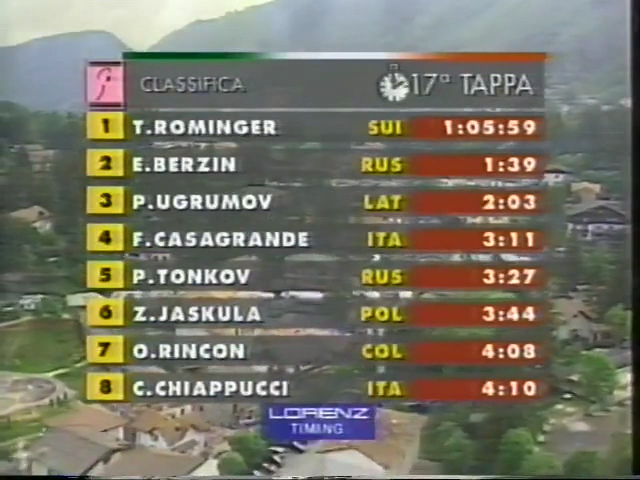 CLASSIFICA 17ª TAPPA
1 T.ROMINGER SUI 1:05:59
2 E.BERZIN RUS 1:39
3 P.UGRUMOV LAT 2:03
4 F.CASAGRANDE ITA 3:11
5 P.TONKOV RUS 3:27
6 Z.JASKULA POL 3:44
7 O.RINCON COL 4:08
8 C.CHIAPPUCCI ITA 4:10
LORENZ
TIMING